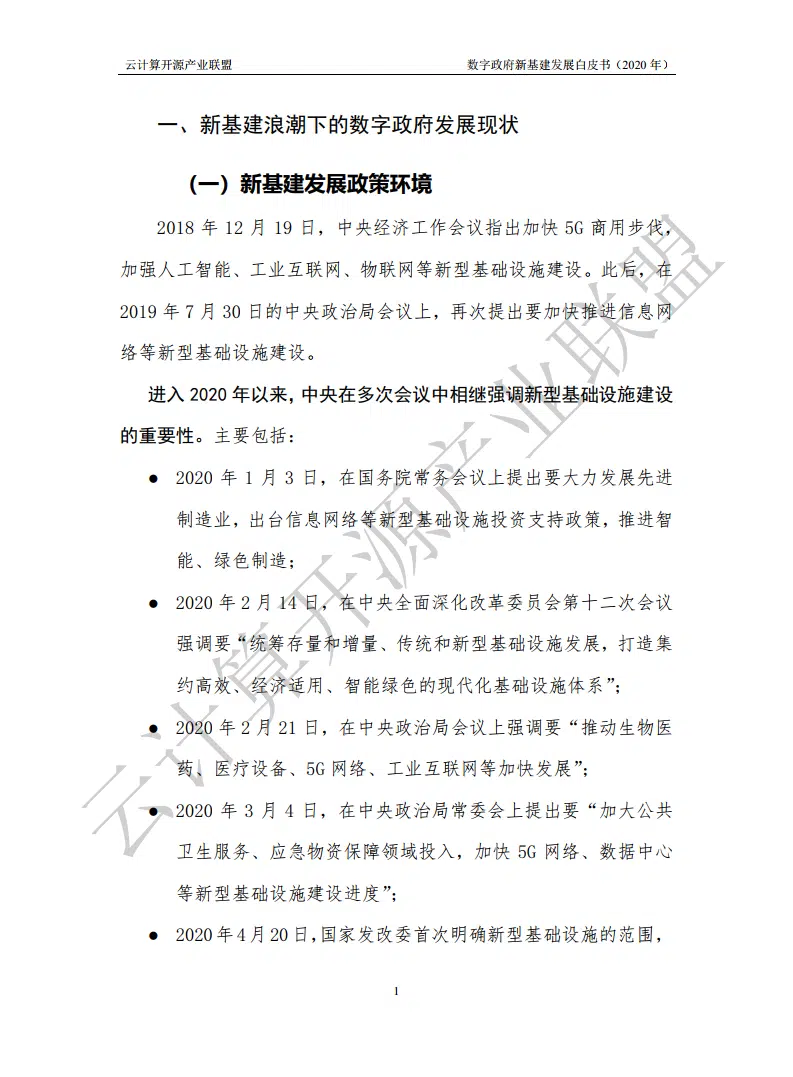 云计算开源产业联盟 数字政府新基建发展白皮书（2020 年）
一、新基建浪潮下的数字政府发展现状
（一）新基建发展政策环境
2018 年 12 月 19 日，中央经济工作会议指出加快 5G 商用步伐，
加强人工智能、工业互联网、物联网等新型基础设施建设。此后，在
2019 年 7 月 30 日的中央政治局会议上，再次提出要加快推进信息网
络等新型基础设施建设。
进入 2020 年以来，中央在多次会议中相继强调新型基础设施建设
的重要性。主要包括：
● 2020 年 1 月 3 日，在国务院常务会议上提出要大力发展先进
制造业，出台信息网络等新型基础设施投资支持政策，推进智
能、绿色制造；
● 2020 年 2 月 14 日，在中央全面深化改革委员会第十二次会议
强调要“统筹存量和增量、传统和新型基础设施发展，打造集
约高效、经济适用、智能绿色的现代化基础设施体系”；
● 2020 年 2 月 21 日，在中央政治局会议上强调要“推动生物医
药、医疗设备、5G 网络、工业互联网等加快发展”；
● 2020 年 3 月 4 日，在中央政治局常委会上提出要“加大公共
卫生服务、应急物资保障领域投入，加快 5G 网络、数据中心
等新型基础设施建设进度”；
● 2020 年 4 月 20 日，国家发改委首次明确新型基础设施的范围，
1
云计算开源产业联盟